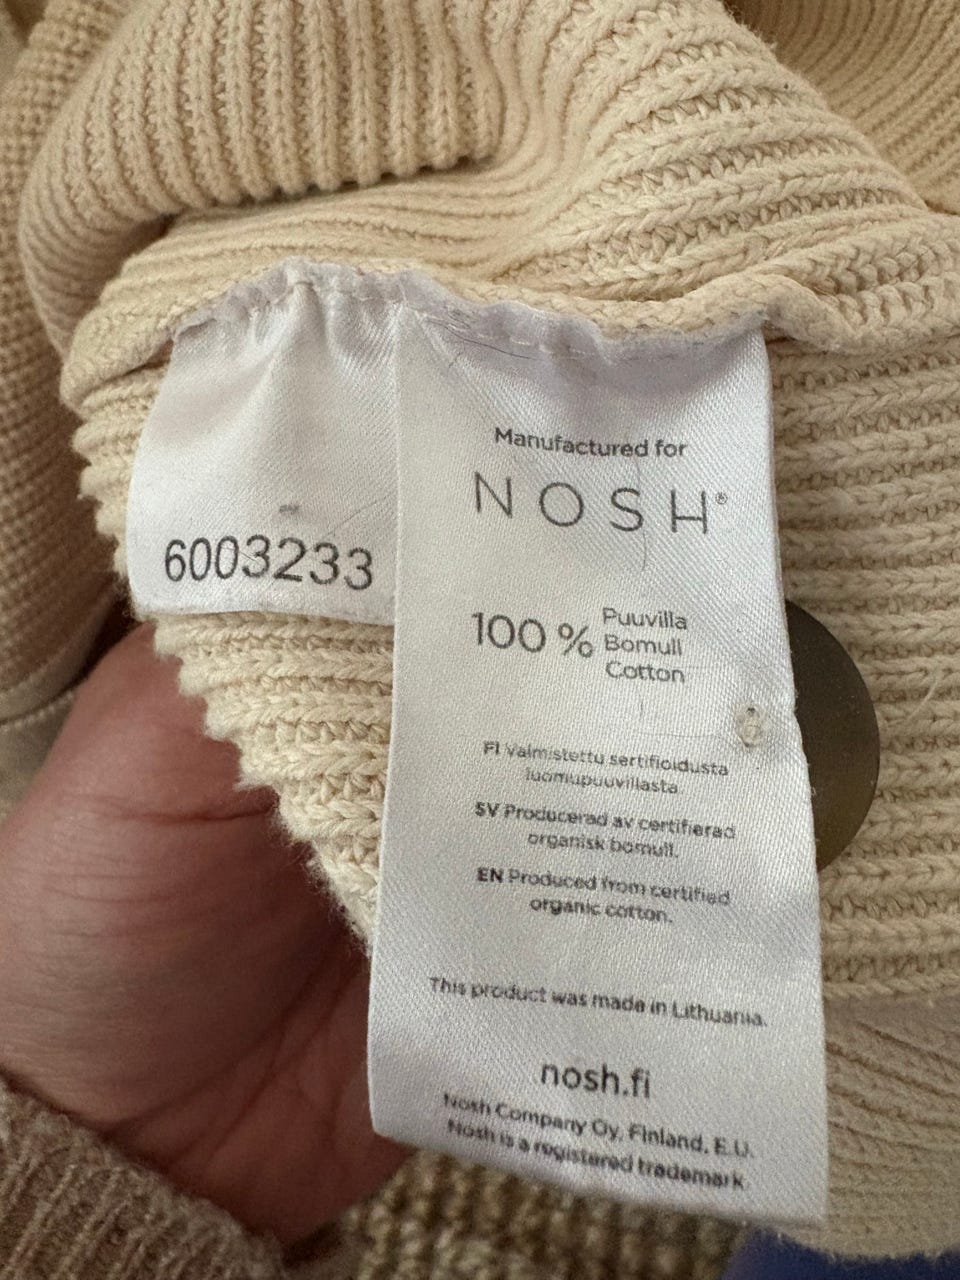 6003233
Manufactured for
NOSH®
100 % Puuvilla
Bomull
Cotton
FI Valmistettu sertifioidusta
luomupuuvillasta
SV Producerad av certifierad
organisk bomull.
EN Produced from certified
organic cotton.
This product was made in Lithuania.
nosh.fi
Nosh Company Oy, Finland, E.U.
Nosh is a registered trademark